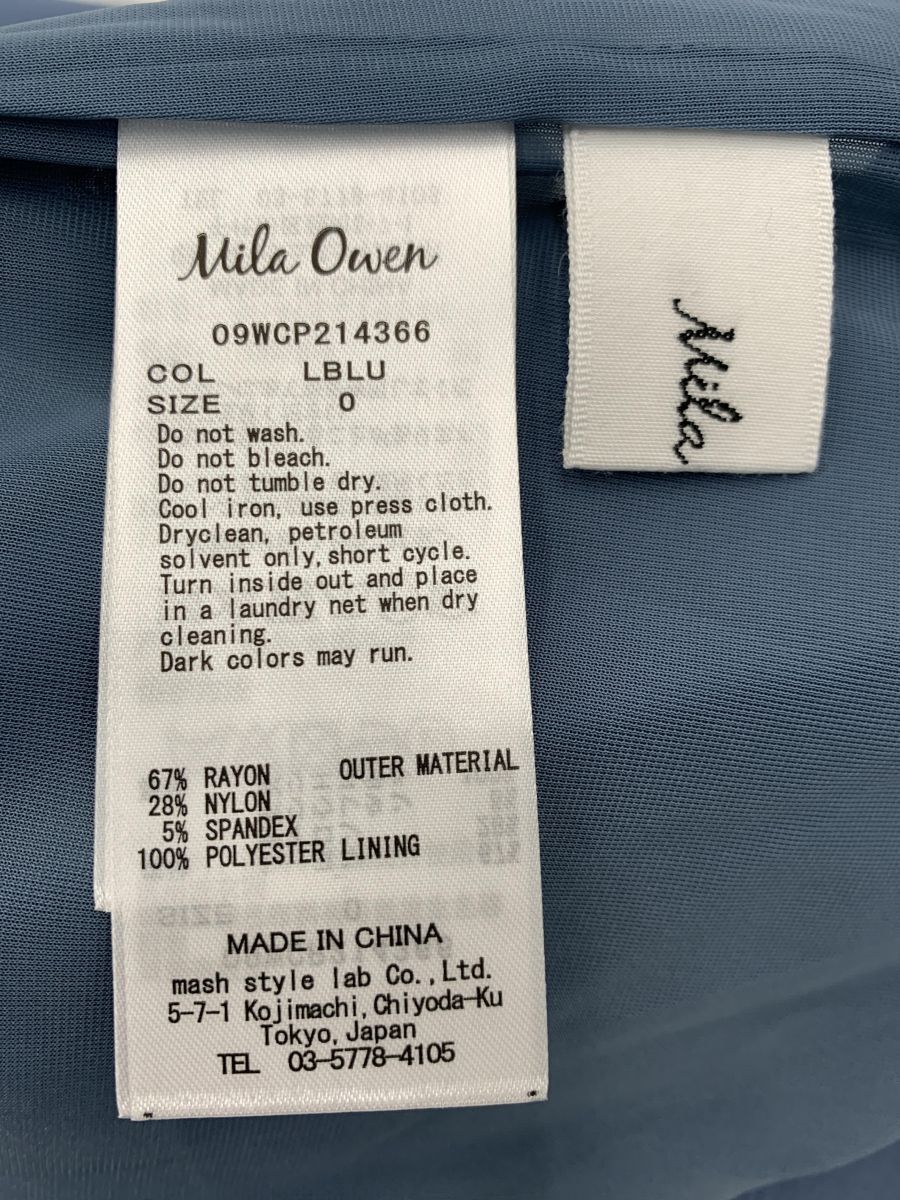 Mila Owen
09WCP214366
COL LBLU
SIZE 0
Do not wash.
Do not bleach.
Do not tumble dry.
Cool iron, use press cloth.
Dryclean, petroleum
solvent only, short cycle.
Turn inside out and place
in a laundry net when dry
cleaning.
Dark colors may run.
67% RAYON OUTER MATERIAL
28% NYLON
5% SPANDEX
100% POLYESTER LINING
MADE IN CHINA
mash style lab Co., Ltd.
5-7-1 Kojimachi, Chiyoda-Ku
Tokyo, Japan
TEL 03-5778-4105
Mila